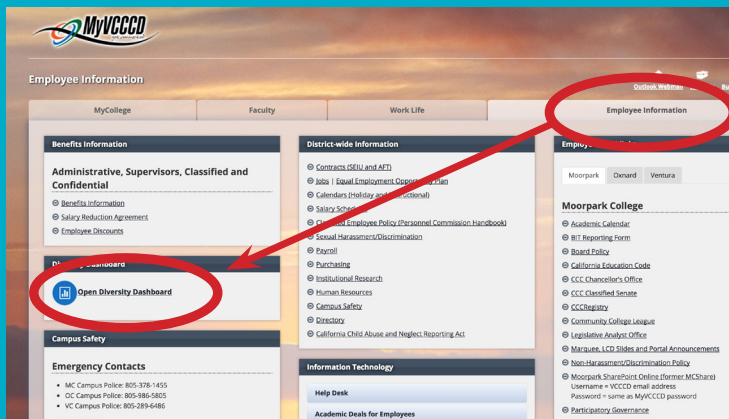 MyVCCCD
Employee Information
Outlook Webmail
MyCollege
Faculty
Work Life
Employee Information
Benefits Information
Administrative, Supervisors, Classified and
Confidential
Benefits Information
Salary Reduction Agreement
Employee Discounts
Diversity Dashboard
Open Diversity Dashboard
Campus Safety
Emergency Contacts
MC Campus Police: 805-378-1455
OC Campus Police: 805-986-5805
VC Campus Police: 805-289-6486
District-wide Information
Contracts (SEIU and AFT)
Jobs | Equal Employment Opportunity Plan
Calendars (Holiday and Instructional)
Salary Schedules
Classified Employee Policy (Personnel Commission Handbook)
Sexual Harassment/Discrimination
Payroll
Purchasing
Institutional Research
Human Resources
Campus Safety
Directory
California Child Abuse and Neglect Reporting Act
Information Technology
Help Desk
Academic Deals for Employees
Moorpark Oxnard Ventura
Moorpark College
Academic Calendar
BIT Reporting Form
Board Policy
California Education Code
CCC Chancellor's Office
CCC Classified Senate
CCCRegistry
Community College League
Legislative Analyst Office
Marquee, LCD Slides and Portal Announcements
Non-Harassment/Discrimination Policy
Moorpark SharePoint Online (former MCShare)
Username = VCCCD email address
Password = same as MyVCCCD password
Participatory Governance